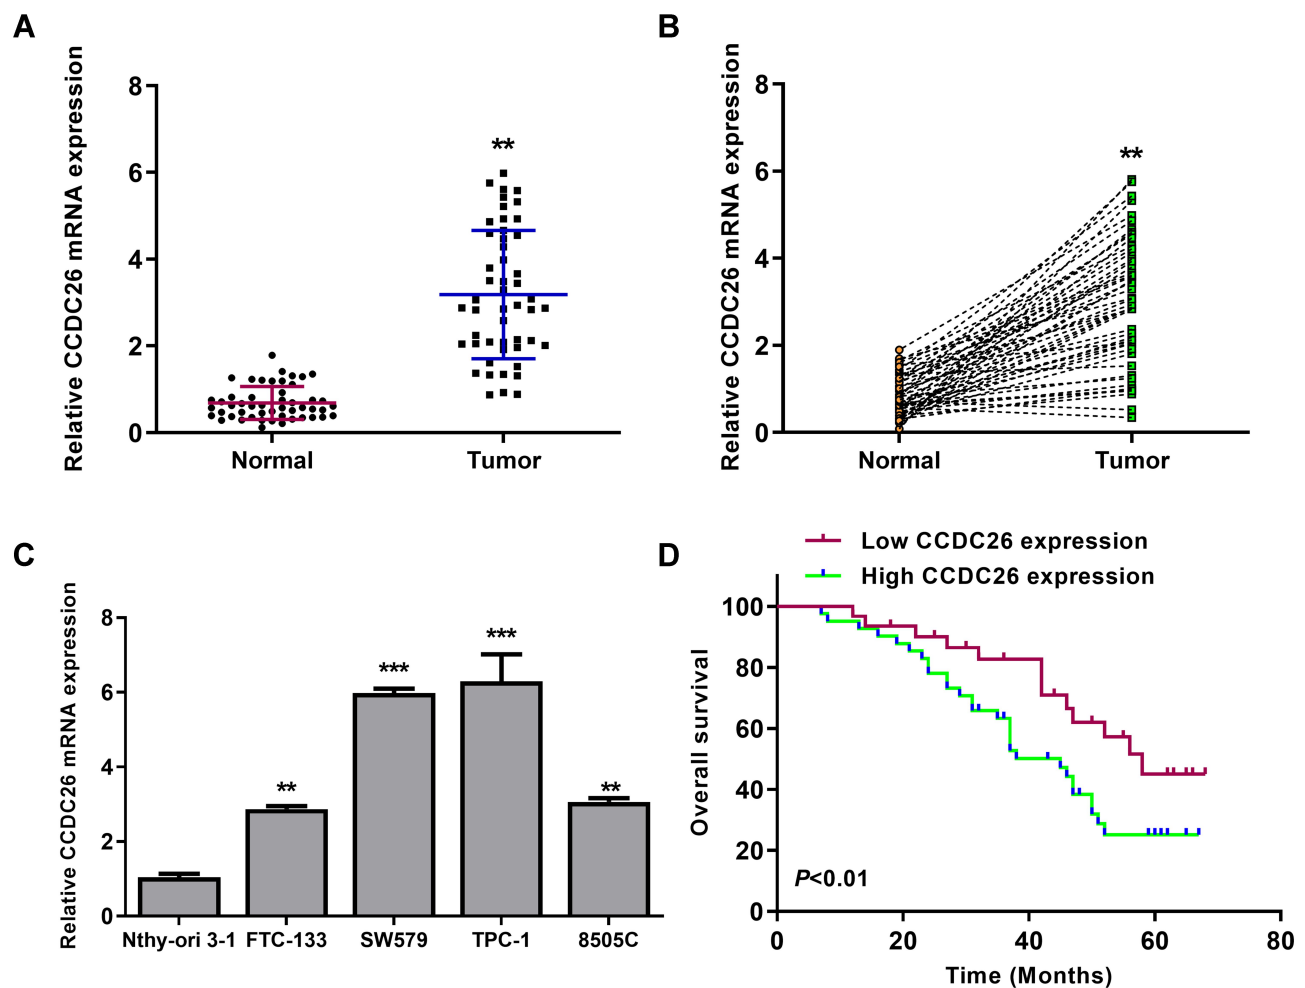 A
Relative CCDC26 mRNA expression
8
6
4
2
0
**
Normal
Tumor
B
Relative CCDC26 mRNA expression
8
6
4
2
0
**
Normal
Tumor
C
Relative CCDC26 mRNA expression
8
6
4
2
0
**
***
***
**
Nthy-ori 3-1
FTC-133
SW579
TPC-1
8505C
D
Low CCDC26 expression
High CCDC26 expression
Overall survival
100
80
60
40
20
0
P<0.01
0
20
40
60
80
Time (Months)